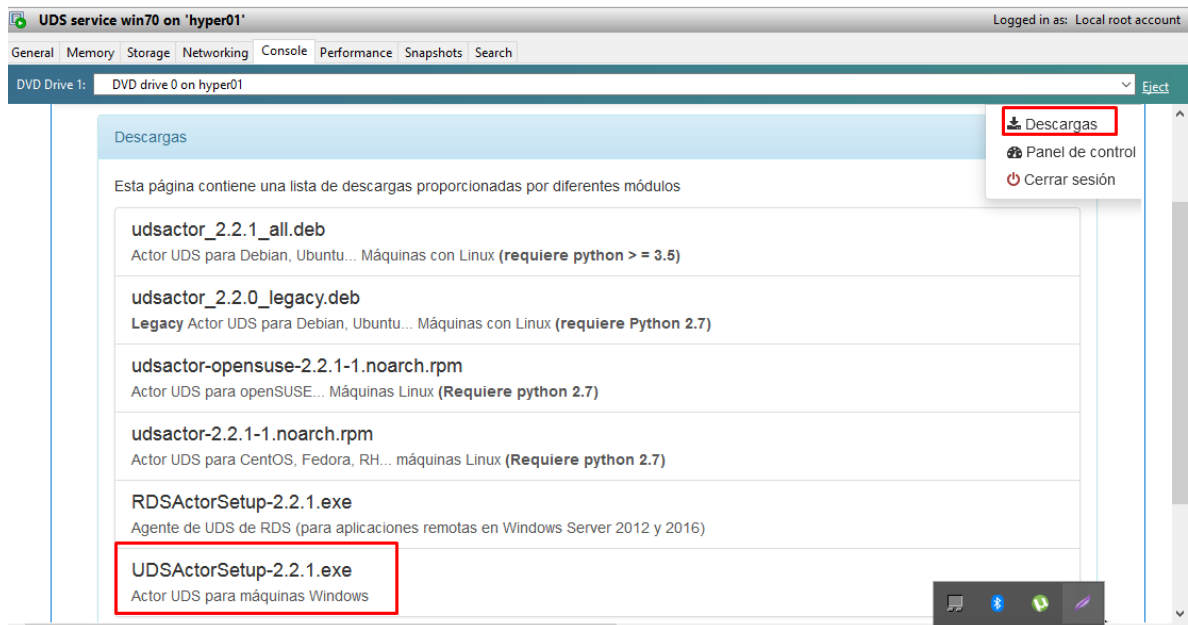 UDS service win70 on 'hyper01'
Logged in as: Local root account
General Memory Storage Networking Console Performance Snapshots Search
DVD Drive 1: DVD drive 0 on hyper01 Eject
Descargas
Panel de control
Cerrar sesión
Descargas
Esta página contiene una lista de descargas proporcionadas por diferentes módulos
udsactor_2.2.1_all.deb
Actor UDS para Debian, Ubuntu... Máquinas con Linux (requiere python > = 3.5)
udsactor_2.2.0_legacy.deb
Legacy Actor UDS para Debian, Ubuntu... Máquinas con Linux (requiere Python 2.7)
udsactor-opensuse-2.2.1-1.noarch.rpm
Actor UDS para openSUSE... Máquinas Linux (Requiere python 2.7)
udsactor-2.2.1-1.noarch.rpm
Actor UDS para CentOS, Fedora, RH... máquinas Linux (Requiere python 2.7)
RDSActorSetup-2.2.1.exe
Agente de UDS de RDS (para aplicaciones remotas en Windows Server 2012 y 2016)
UDSActorSetup-2.2.1.exe
Actor UDS para máquinas Windows